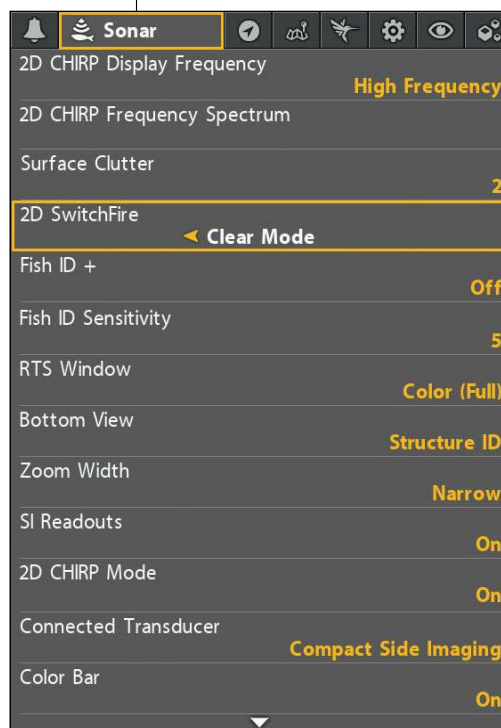 Sonar
2D CHIRP Display Frequency
High Frequency
2D CHIRP Frequency Spectrum
Surface Clutter
2
2D SwitchFire
Clear Mode
Fish ID +
Off
Fish ID Sensitivity
5
RTS Window
Color (Full)
Bottom View
Structure ID
Zoom Width
Narrow
SI Readouts
On
2D CHIRP Mode
On
Connected Transducer
Compact Side Imaging
Color Bar
On